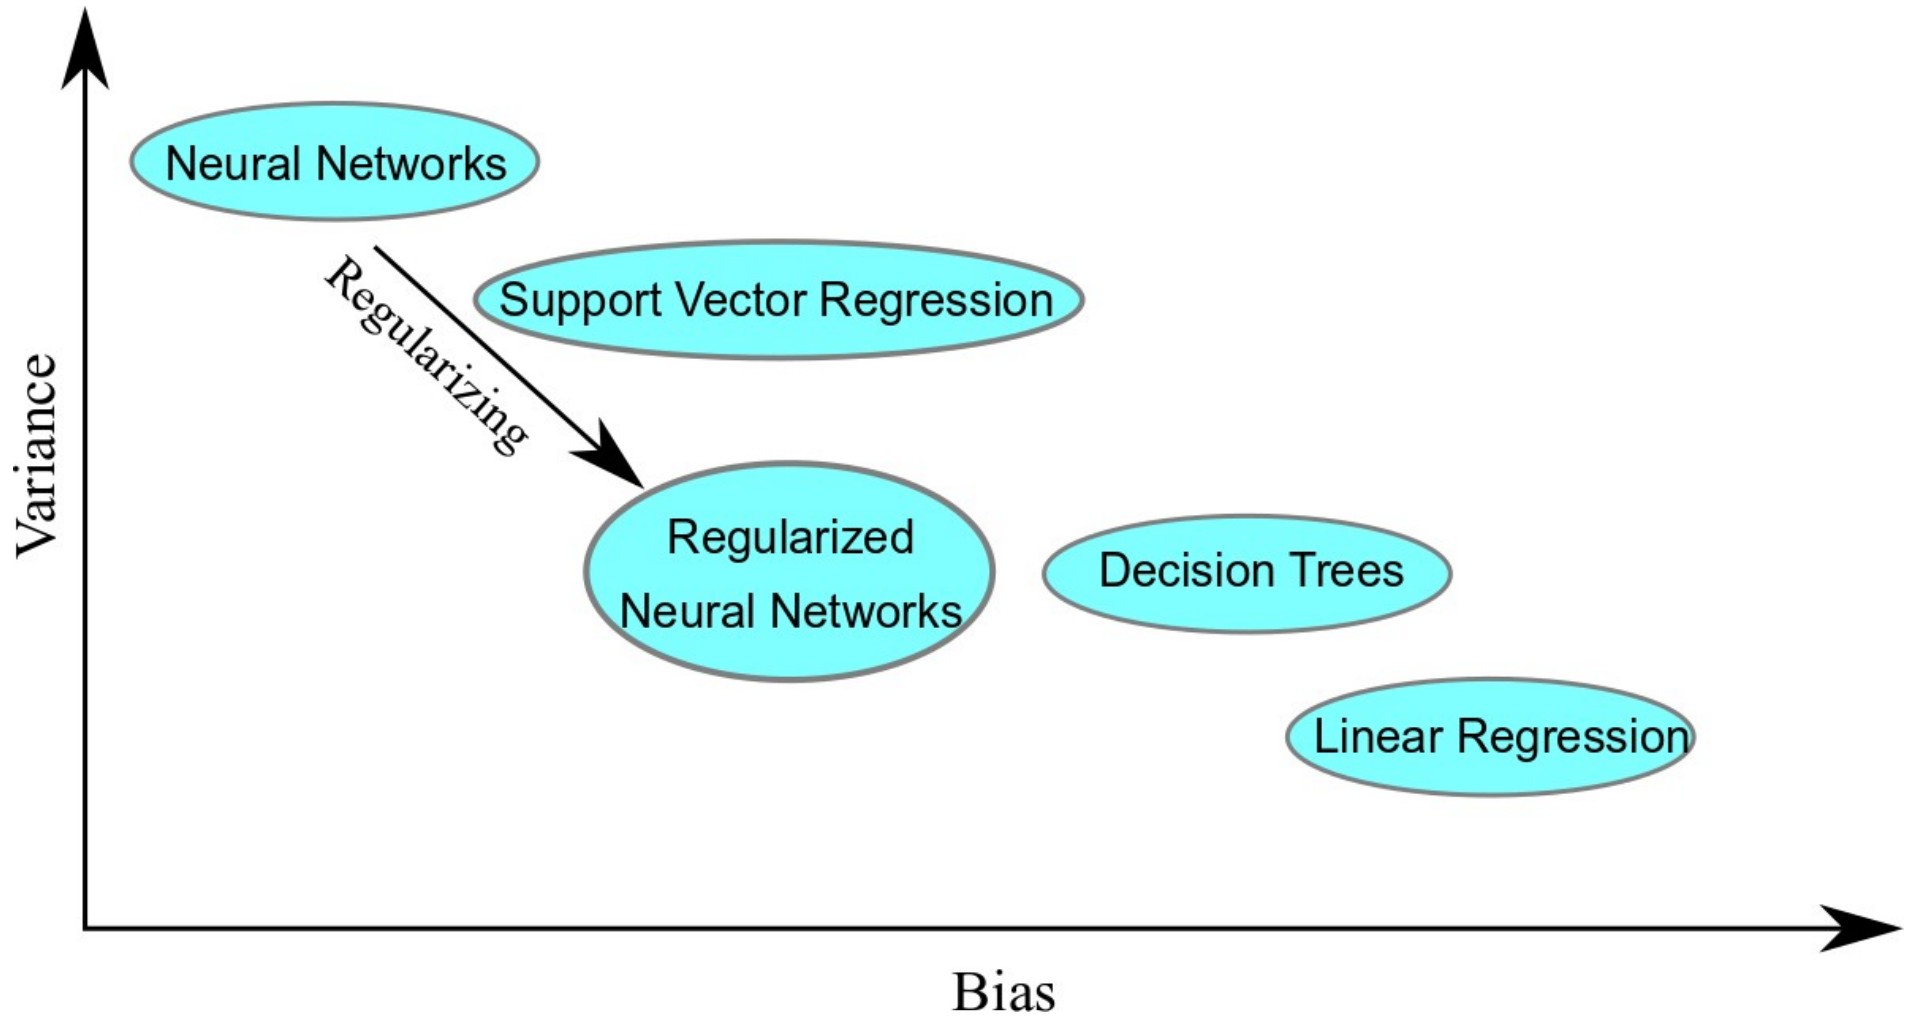 Neural Networks
Regularizing
Support Vector Regression
Variance
Regularized
Neural Networks
Decision Trees
Linear Regression
Bias